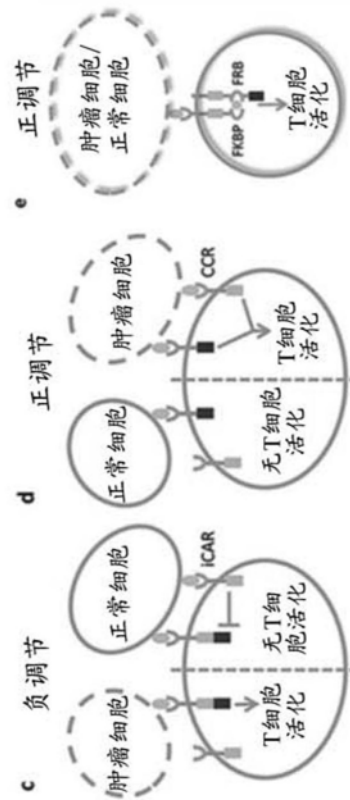 c
负调节
肿瘤细胞
正常细胞
iCAR
T细胞
活化
无T细
胞活化
d
正调节
正常细胞
肿瘤细胞
CCR
无T细胞
活化
T细胞
活化
e
正调节
肿瘤细胞/
正常细胞
FKBP
FRB
T细胞
活化